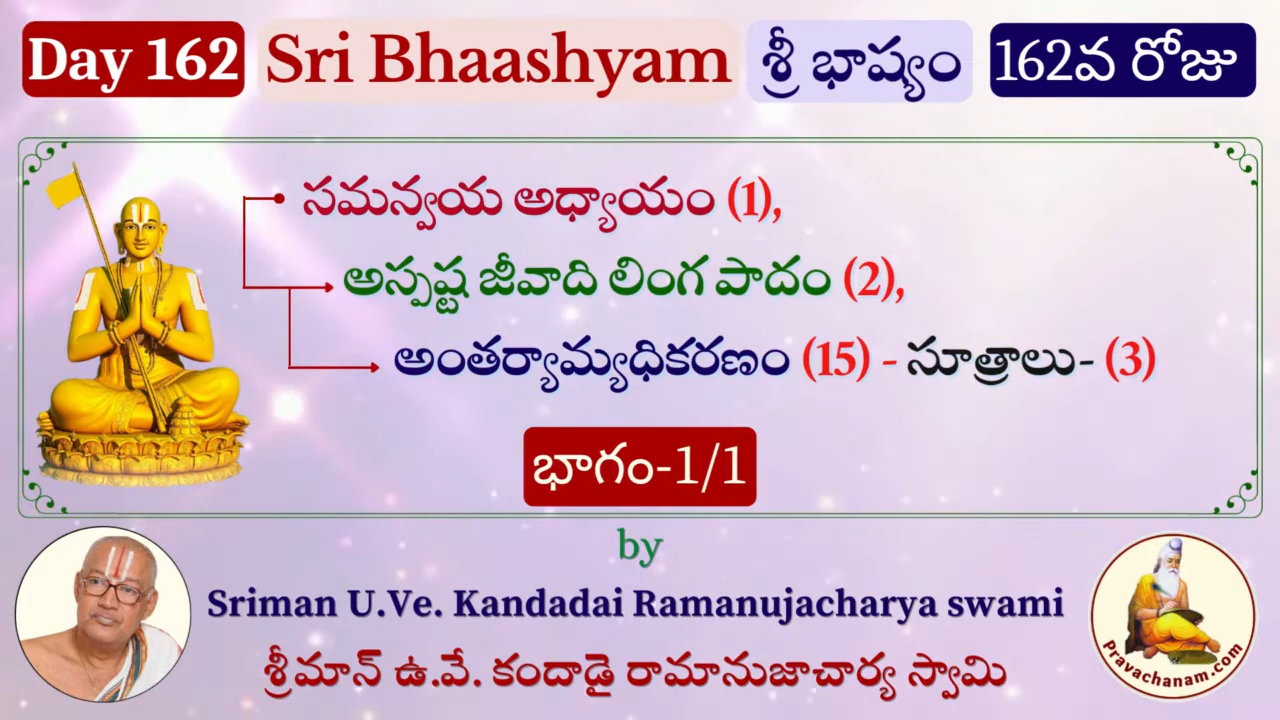 Day 162 Sri Bhaashyam శ్రీ భాష్యం 162వ రోజు
సమన్వయ అధ్యాయం (1),
అస్పష్ట జీవాది లింగ పాదం (2),
అంతర్యామ్యధికరణం (15) - సూత్రాలు- (3)
భాగం-1/1
by
Sriman U.Ve. Kandadai Ramanujacharya swami
శ్రీమాన్ ఉ.వే. కందాడై రామానుజాచార్య స్వామి
Pravachanam.com